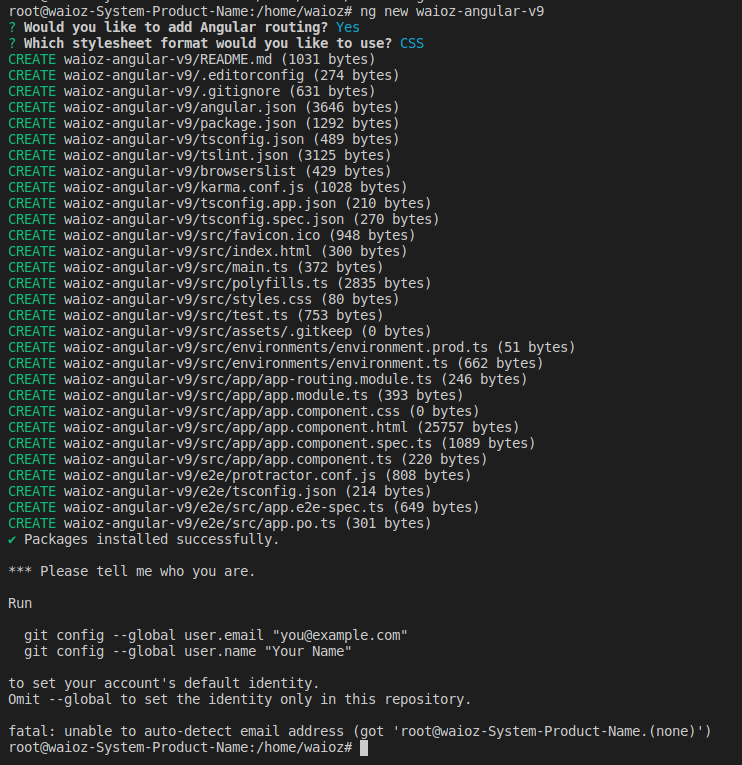 root@waioz-System-Product-Name:/home/waioz# ng new waioz-angular-v9
? Would you like to add Angular routing? Yes
? Which stylesheet format would you like to use? CSS
CREATE waioz-angular-v9/README.md (1031 bytes)
CREATE waioz-angular-v9/.editorconfig (274 bytes)
CREATE waioz-angular-v9/.gitignore (631 bytes)
CREATE waioz-angular-v9/angular.json (3646 bytes)
CREATE waioz-angular-v9/package.json (1292 bytes)
CREATE waioz-angular-v9/tsconfig.json (489 bytes)
CREATE waioz-angular-v9/tslint.json (3125 bytes)
CREATE waioz-angular-v9/browserslist (429 bytes)
CREATE waioz-angular-v9/karma.conf.js (1028 bytes)
CREATE waioz-angular-v9/tsconfig.app.json (210 bytes)
CREATE waioz-angular-v9/tsconfig.spec.json (270 bytes)
CREATE waioz-angular-v9/src/favicon.ico (948 bytes)
CREATE waioz-angular-v9/src/index.html (300 bytes)
CREATE waioz-angular-v9/src/main.ts (372 bytes)
CREATE waioz-angular-v9/src/polyfills.ts (2835 bytes)
CREATE waioz-angular-v9/src/styles.css (80 bytes)
CREATE waioz-angular-v9/src/test.ts (753 bytes)
CREATE waioz-angular-v9/src/assets/.gitkeep (0 bytes)
CREATE waioz-angular-v9/src/environments/environment.prod.ts (51 bytes)
CREATE waioz-angular-v9/src/environments/environment.ts (662 bytes)
CREATE waioz-angular-v9/src/app/app-routing.module.ts (246 bytes)
CREATE waioz-angular-v9/src/app/app.module.ts (393 bytes)
CREATE waioz-angular-v9/src/app/app.component.css (0 bytes)
CREATE waioz-angular-v9/src/app/app.component.html (25757 bytes)
CREATE waioz-angular-v9/src/app/app.component.spec.ts (1089 bytes)
CREATE waioz-angular-v9/src/app/app.component.ts (220 bytes)
CREATE waioz-angular-v9/e2e/protractor.conf.js (808 bytes)
CREATE waioz-angular-v9/e2e/tsconfig.json (214 bytes)
CREATE waioz-angular-v9/e2e/src/app.e2e-spec.ts (649 bytes)
CREATE waioz-angular-v9/e2e/src/app.po.ts (301 bytes)
✔ Packages installed successfully.
*** Please tell me who you are.
Run
git config --global user.email "you@example.com"
git config --global user.name "Your Name"
to set your account's default identity.
Omit --global to set the identity only in this repository.
fatal: unable to auto-detect email address (got 'root@waioz-System-Product-Name.(none)')
root@waioz-System-Product-Name:/home/waioz#